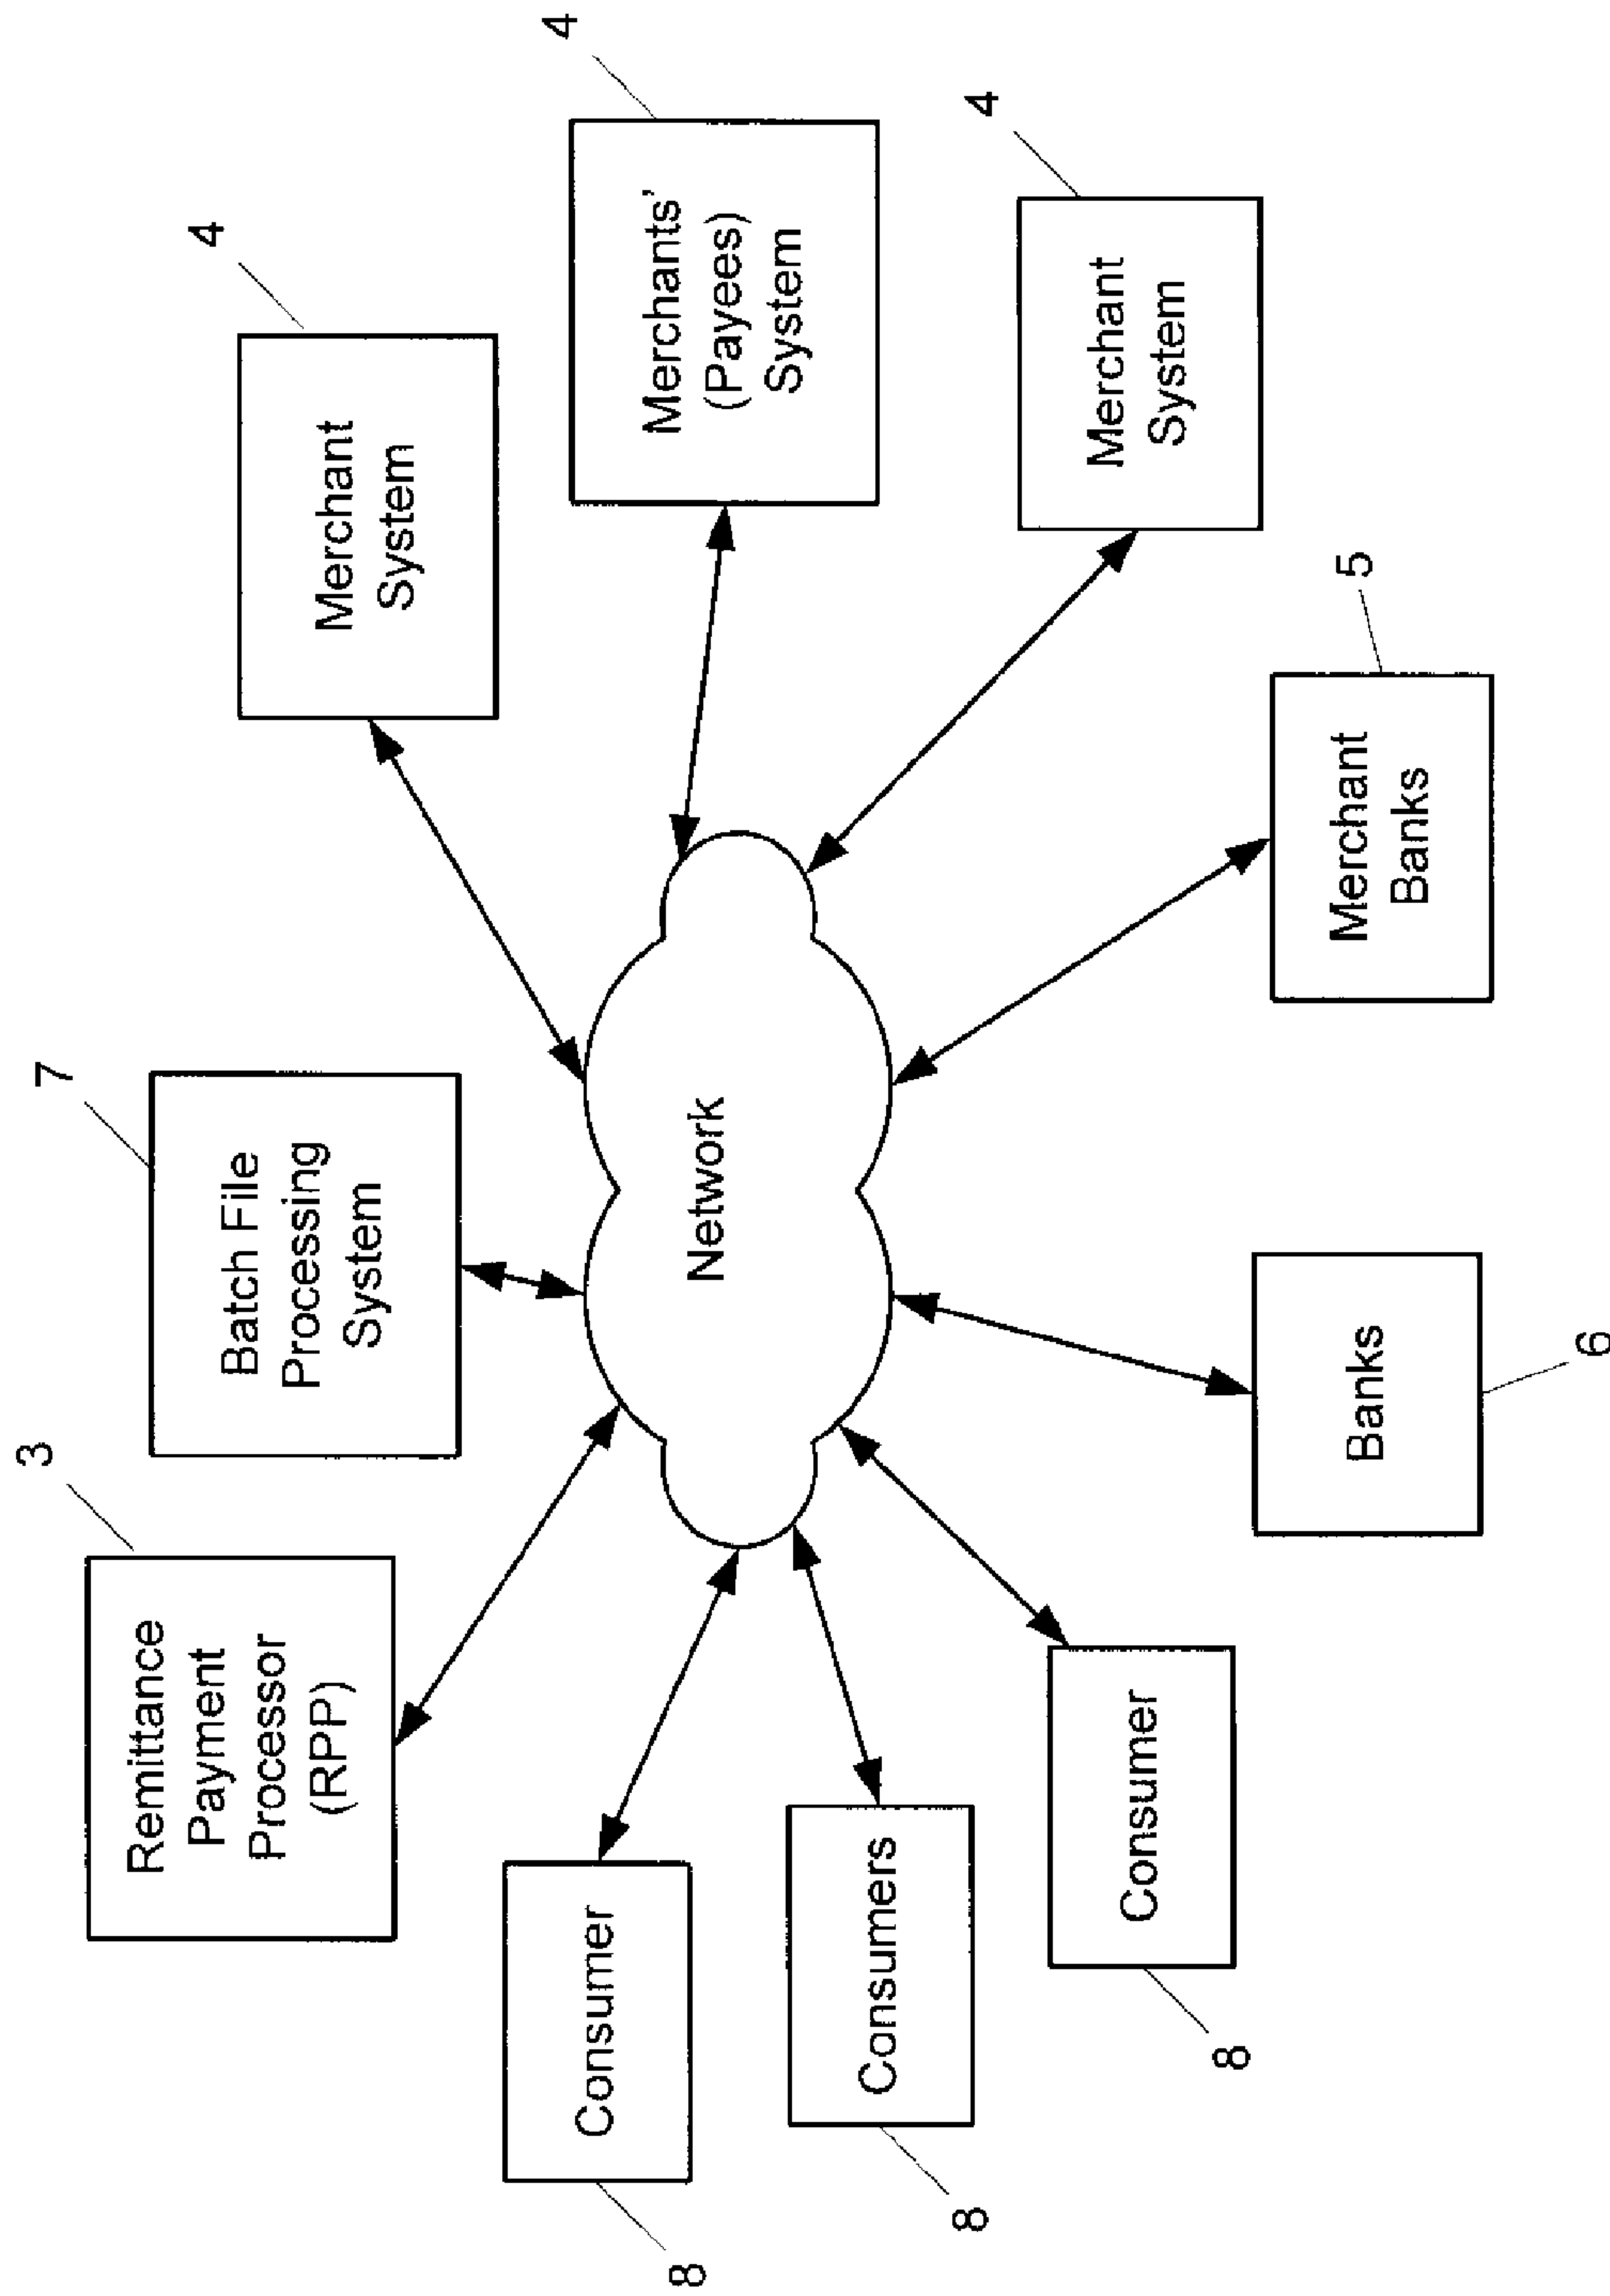 3
Remittance
Payment
Processor
(RPP)
7
Batch File
Processing
System
4
Merchant
System
4
Merchants’
(Payees)
System
4
Merchant
System
Network
Consumer
8
Consumers
8
Consumer
8
Banks
6
Merchant
Banks
5